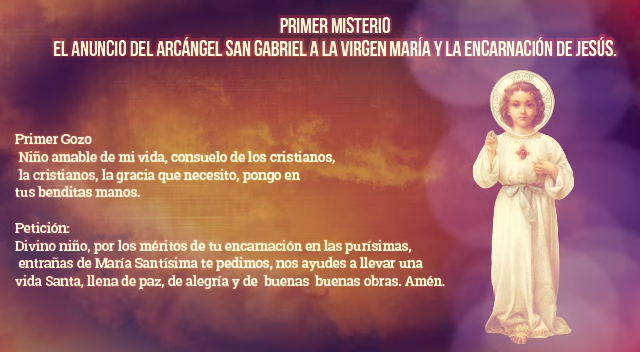 PRIMER MISTERIO
EL ANUNCIO DEL ARCÁNGEL SAN GABRIEL A LA VIRGEN MARÍA Y LA ENCARNACIÓN DE JESÚS.
Primer Gozo
Niño amable de mi vida, consuelo de los cristianos,
la cristianos, la gracia que necesito, pongo en
tus benditas manos.
Petición:
Divino niño, por los méritos de tu encarnación en las purísimas,
entrañas de María Santísima te pedimos, nos ayudes a llevar una
vida Santa, llena de paz, de alegría y de buenas buenas obras. Amén.